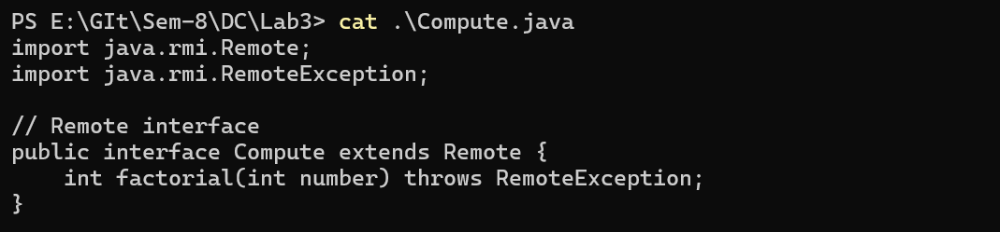 PS E:\GIt\Sem-8\DC\Lab3> cat .\Compute.java
import java.rmi.Remote;
import java.rmi.RemoteException;

// Remote interface
public interface Compute extends Remote {
    int factorial(int number) throws RemoteException;
}